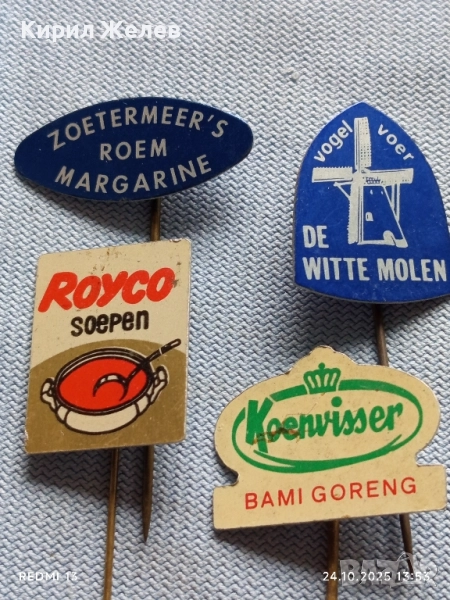 Кирил Желев
ZOETERMEER'S
ROEM
MARGARINE
vogel voer
DE
WITTE MOLEN
ROYCO
soepen
Koenvisser
BAMI GORENG
REDMI 13
24.10.2025 13:53